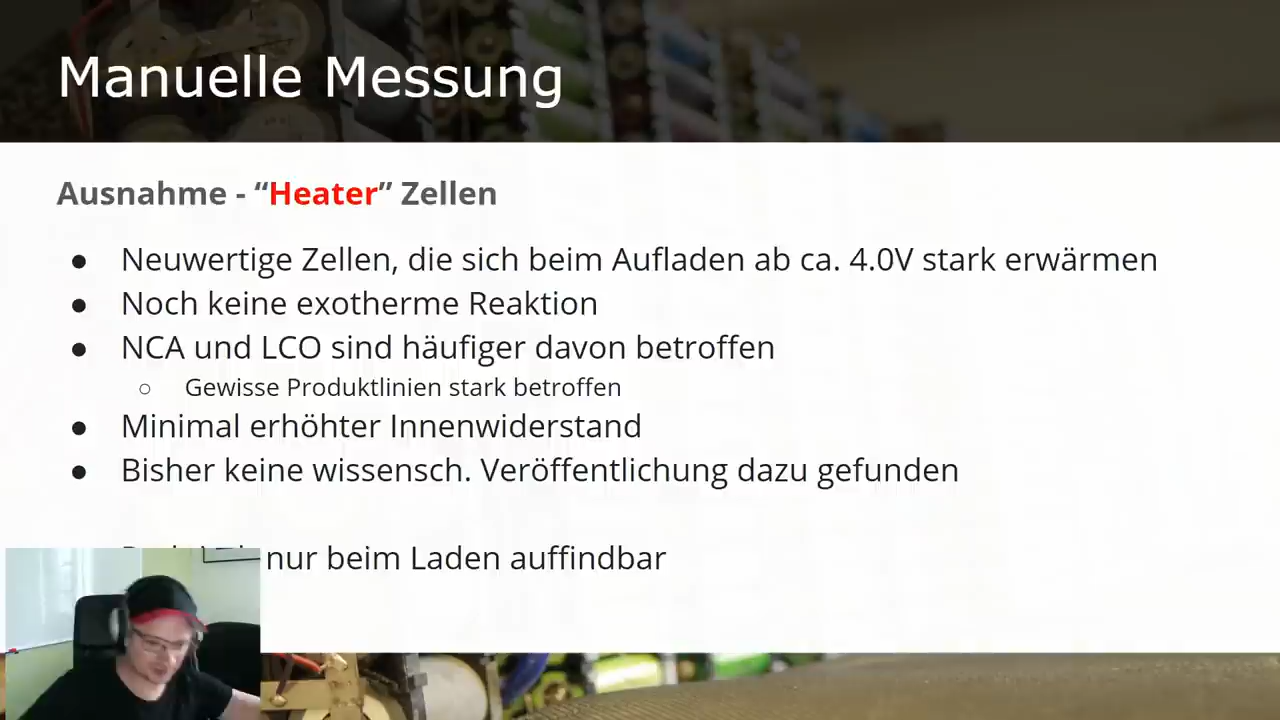 Manuelle Messung
Ausnahme - “Heater” Zellen
● Neuwertige Zellen, die sich beim Aufladen ab ca. 4.0V stark erwärmen
● Noch keine exotherme Reaktion
● NCA und LCO sind häufiger davon betroffen
○ Gewisse Produktlinien stark betroffen
● Minimal erhöhter Innenwiderstand
● Bisher keine wissensch. Veröffentlichung dazu gefunden
nur beim Laden auffindbar